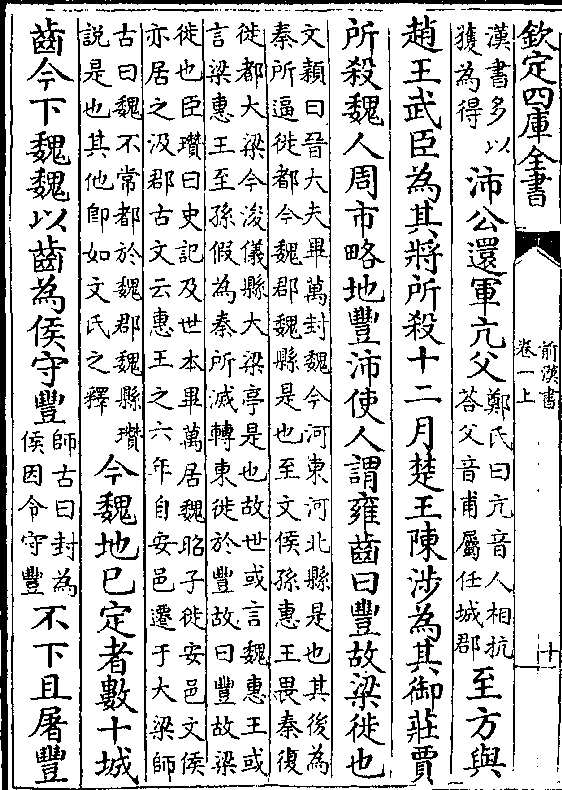 欽定四庫全書
前漢書
卷一上
十
漢書多以獲為得沛公還軍亢父鄭氏曰亢音人相抗荅父音甫屬任城郡至方與
趙王武臣為其將所殺十二月楚王陳涉為其御莊賈
所殺魏人周市略地豐沛使人謂雍齒曰豐故梁徙也
文穎曰晉大夫畢萬封魏今河東河北縣是也其後為
秦所逼徙都今魏郡魏縣是也至文侯孫惠王畏秦復
徙都大梁今浚儀縣大梁亭是也故世或言魏惠王或
言梁惠王至孫假為秦所滅轉東徙於豐故曰豐故梁
徙也臣瓚曰史記及世本畢萬居魏昭子徙安邑文侯
亦居之汲郡古文云惠王之六年自安邑遷于大梁師
古曰魏不常都於魏郡魏縣瓚說是也其他卽如文氏之釋今魏地已定者數十城
齒今下魏魏以齒為侯守豐師古曰封為侯因令守豐不下且屠豐